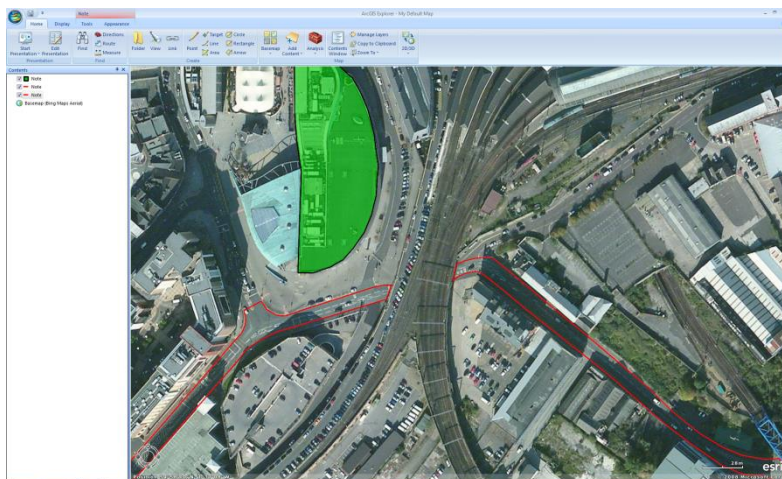 Note
ArcGIS Explorer - My Default Map
Home Display Tools Appearance
Start Presentation
Edit Presentation
Find
Directions
Route
Measure
Folder View Link Point
Target
Line
Area
Circle
Rectangle
Arrow
Basemap
Add Content
Analysis
Contents Window
Manage Layers
Copy to Clipboard
Zoom To
2D/3D
Presentation Find Create Map
Contents
Note
Note
Note
Basemap (Bing Maps Aerial)
esri